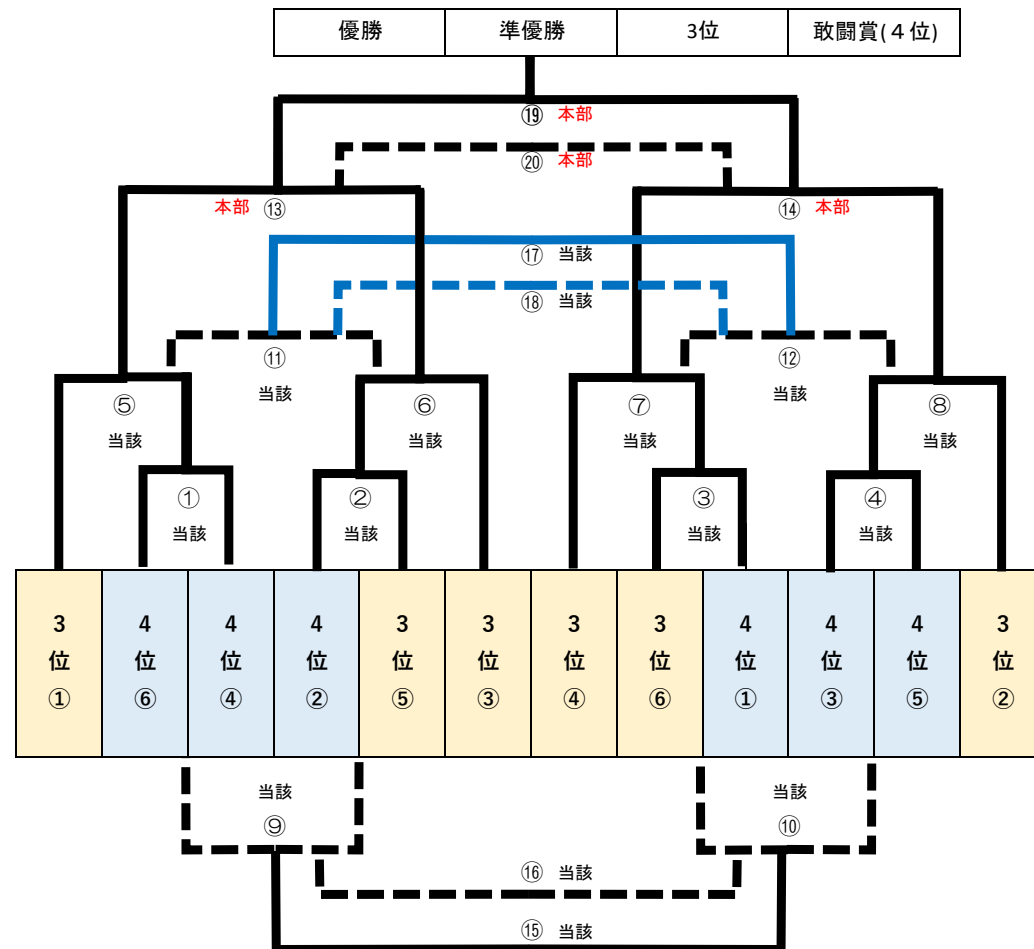 優勝 準優勝 3位 敢闘賞(４位)
⑲ 本部
⑳ 本部
本部 ⑬ ⑭ 本部
⑰ 当該
⑱ 当該
⑪ ⑫
当該 当該
⑤ ⑥ ⑦ ⑧
当該 当該 当該 当該
① ② ③ ④
当該 当該 当該 当該
3 4 4 4 3 3 3 3 4 4 4 3
位 位 位 位 位 位 位 位 位 位 位 位
① ⑥ ④ ② ⑤ ③ ④ ⑥ ① ③ ⑤ ②
当該 当該
⑨ ⑩
⑯ 当該
⑮ 当該